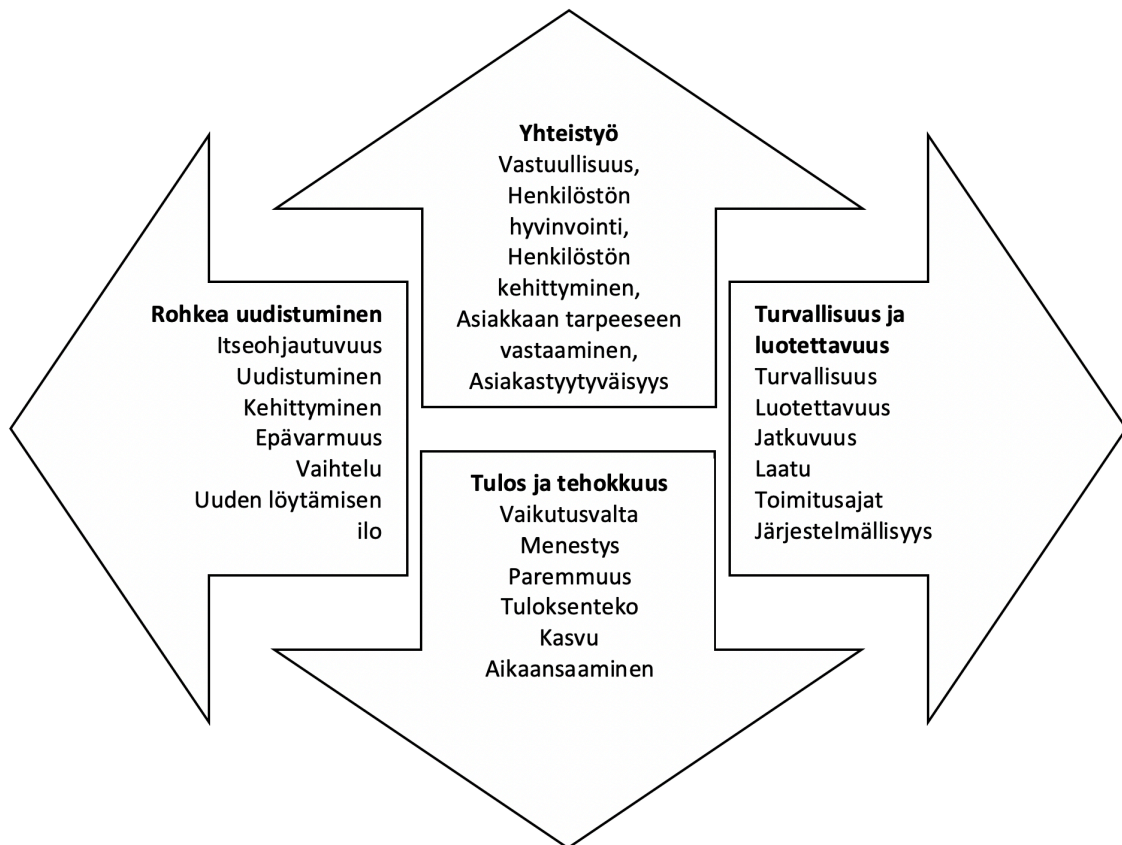 Yhteistyö
Vastuullisuus,
Henkilöstön
hyvinvointi,
Henkilöstön
kehittyminen,
Asiakkaan tarpeeseen
vastaaminen,
Asiakastyytyväisyys
Rohkea uudistuminen
Itseohjautuvuus
Uudistuminen
Kehittyminen
Epävarmuus
Vaihtelu
Uuden löytämisen
ilo
Turvallisuus ja
luotettavuus
Turvallisuus
Luotettavuus
Jatkuvuus
Laatu
Toimitusajat
Järjestelmällisyys
Tulos ja tehokkuus
Vaikutusvalta
Menestys
Paremmuus
Tuloksenteko
Kasvu
Aikaansaaminen